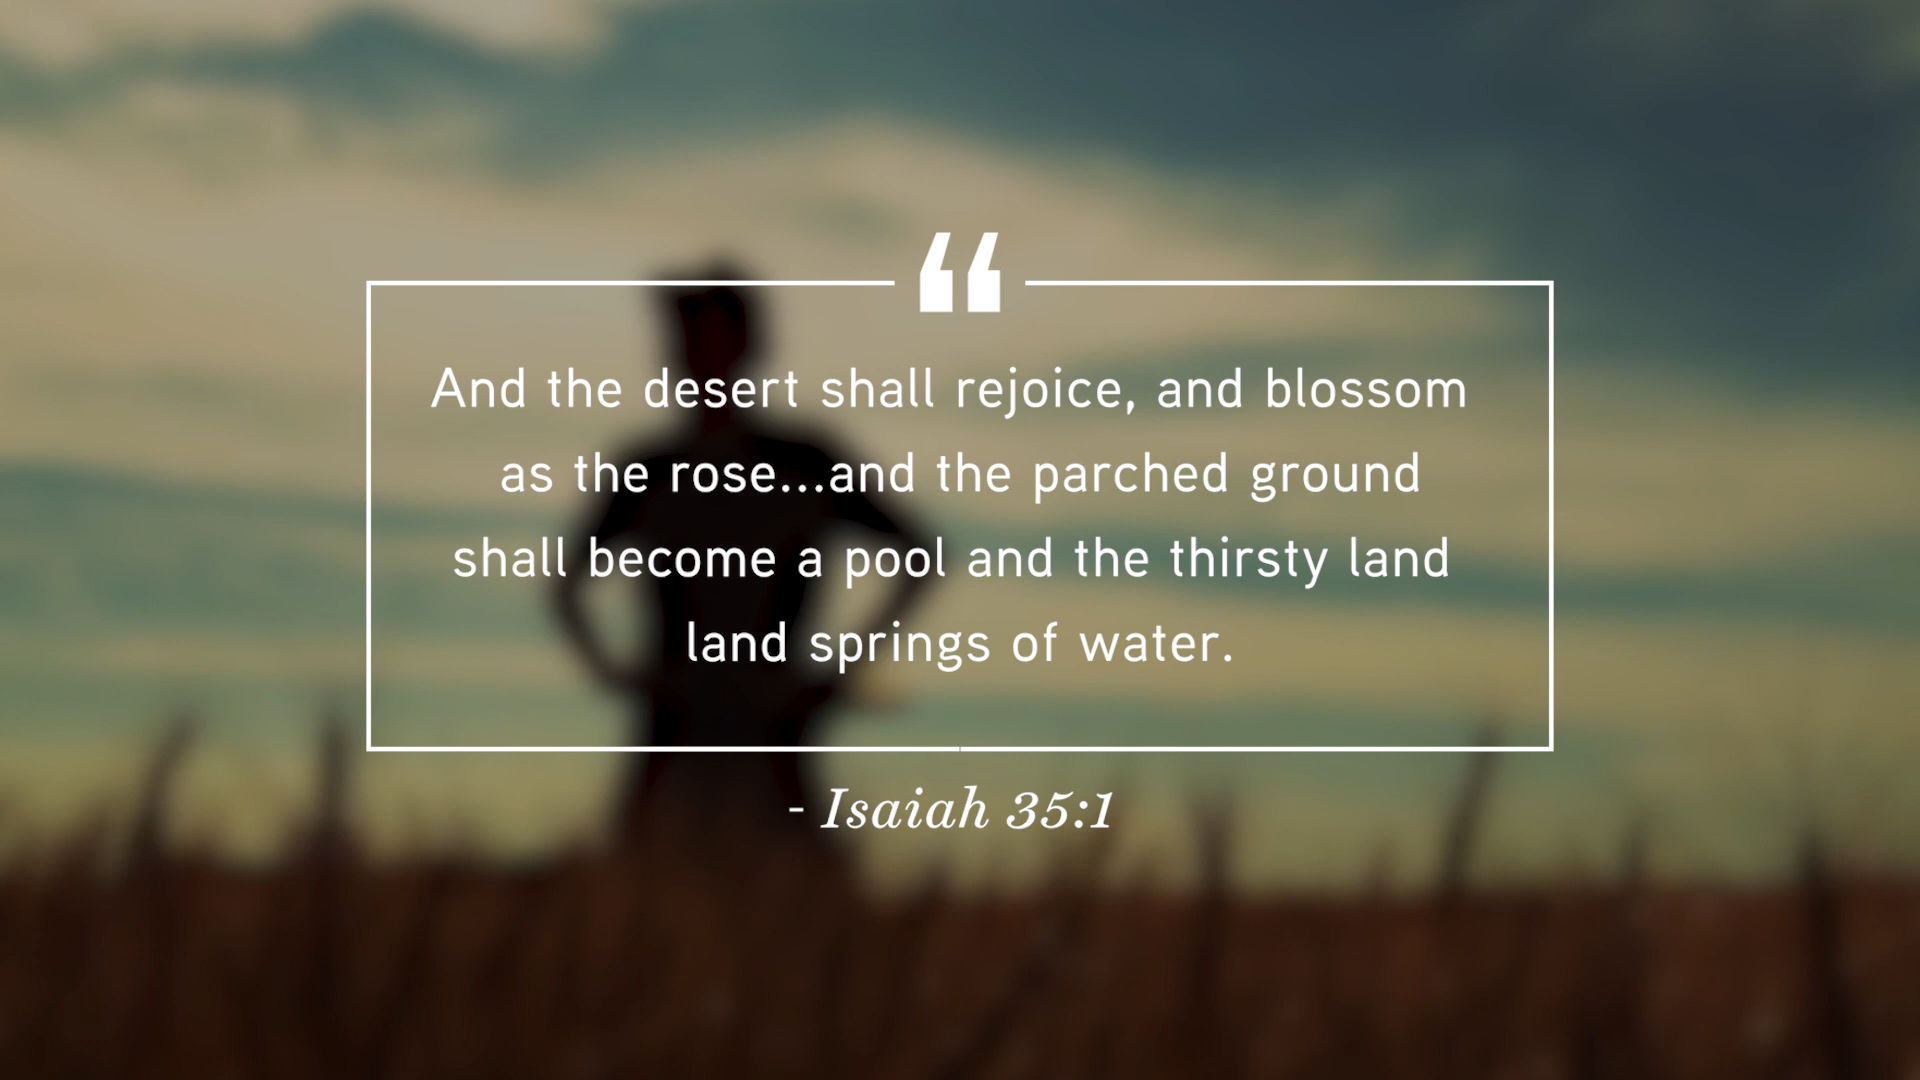 “
And the desert shall rejoice, and blossom
as the rose...and the parched ground
shall become a pool and the thirsty land
land springs of water.
- Isaiah 35:1